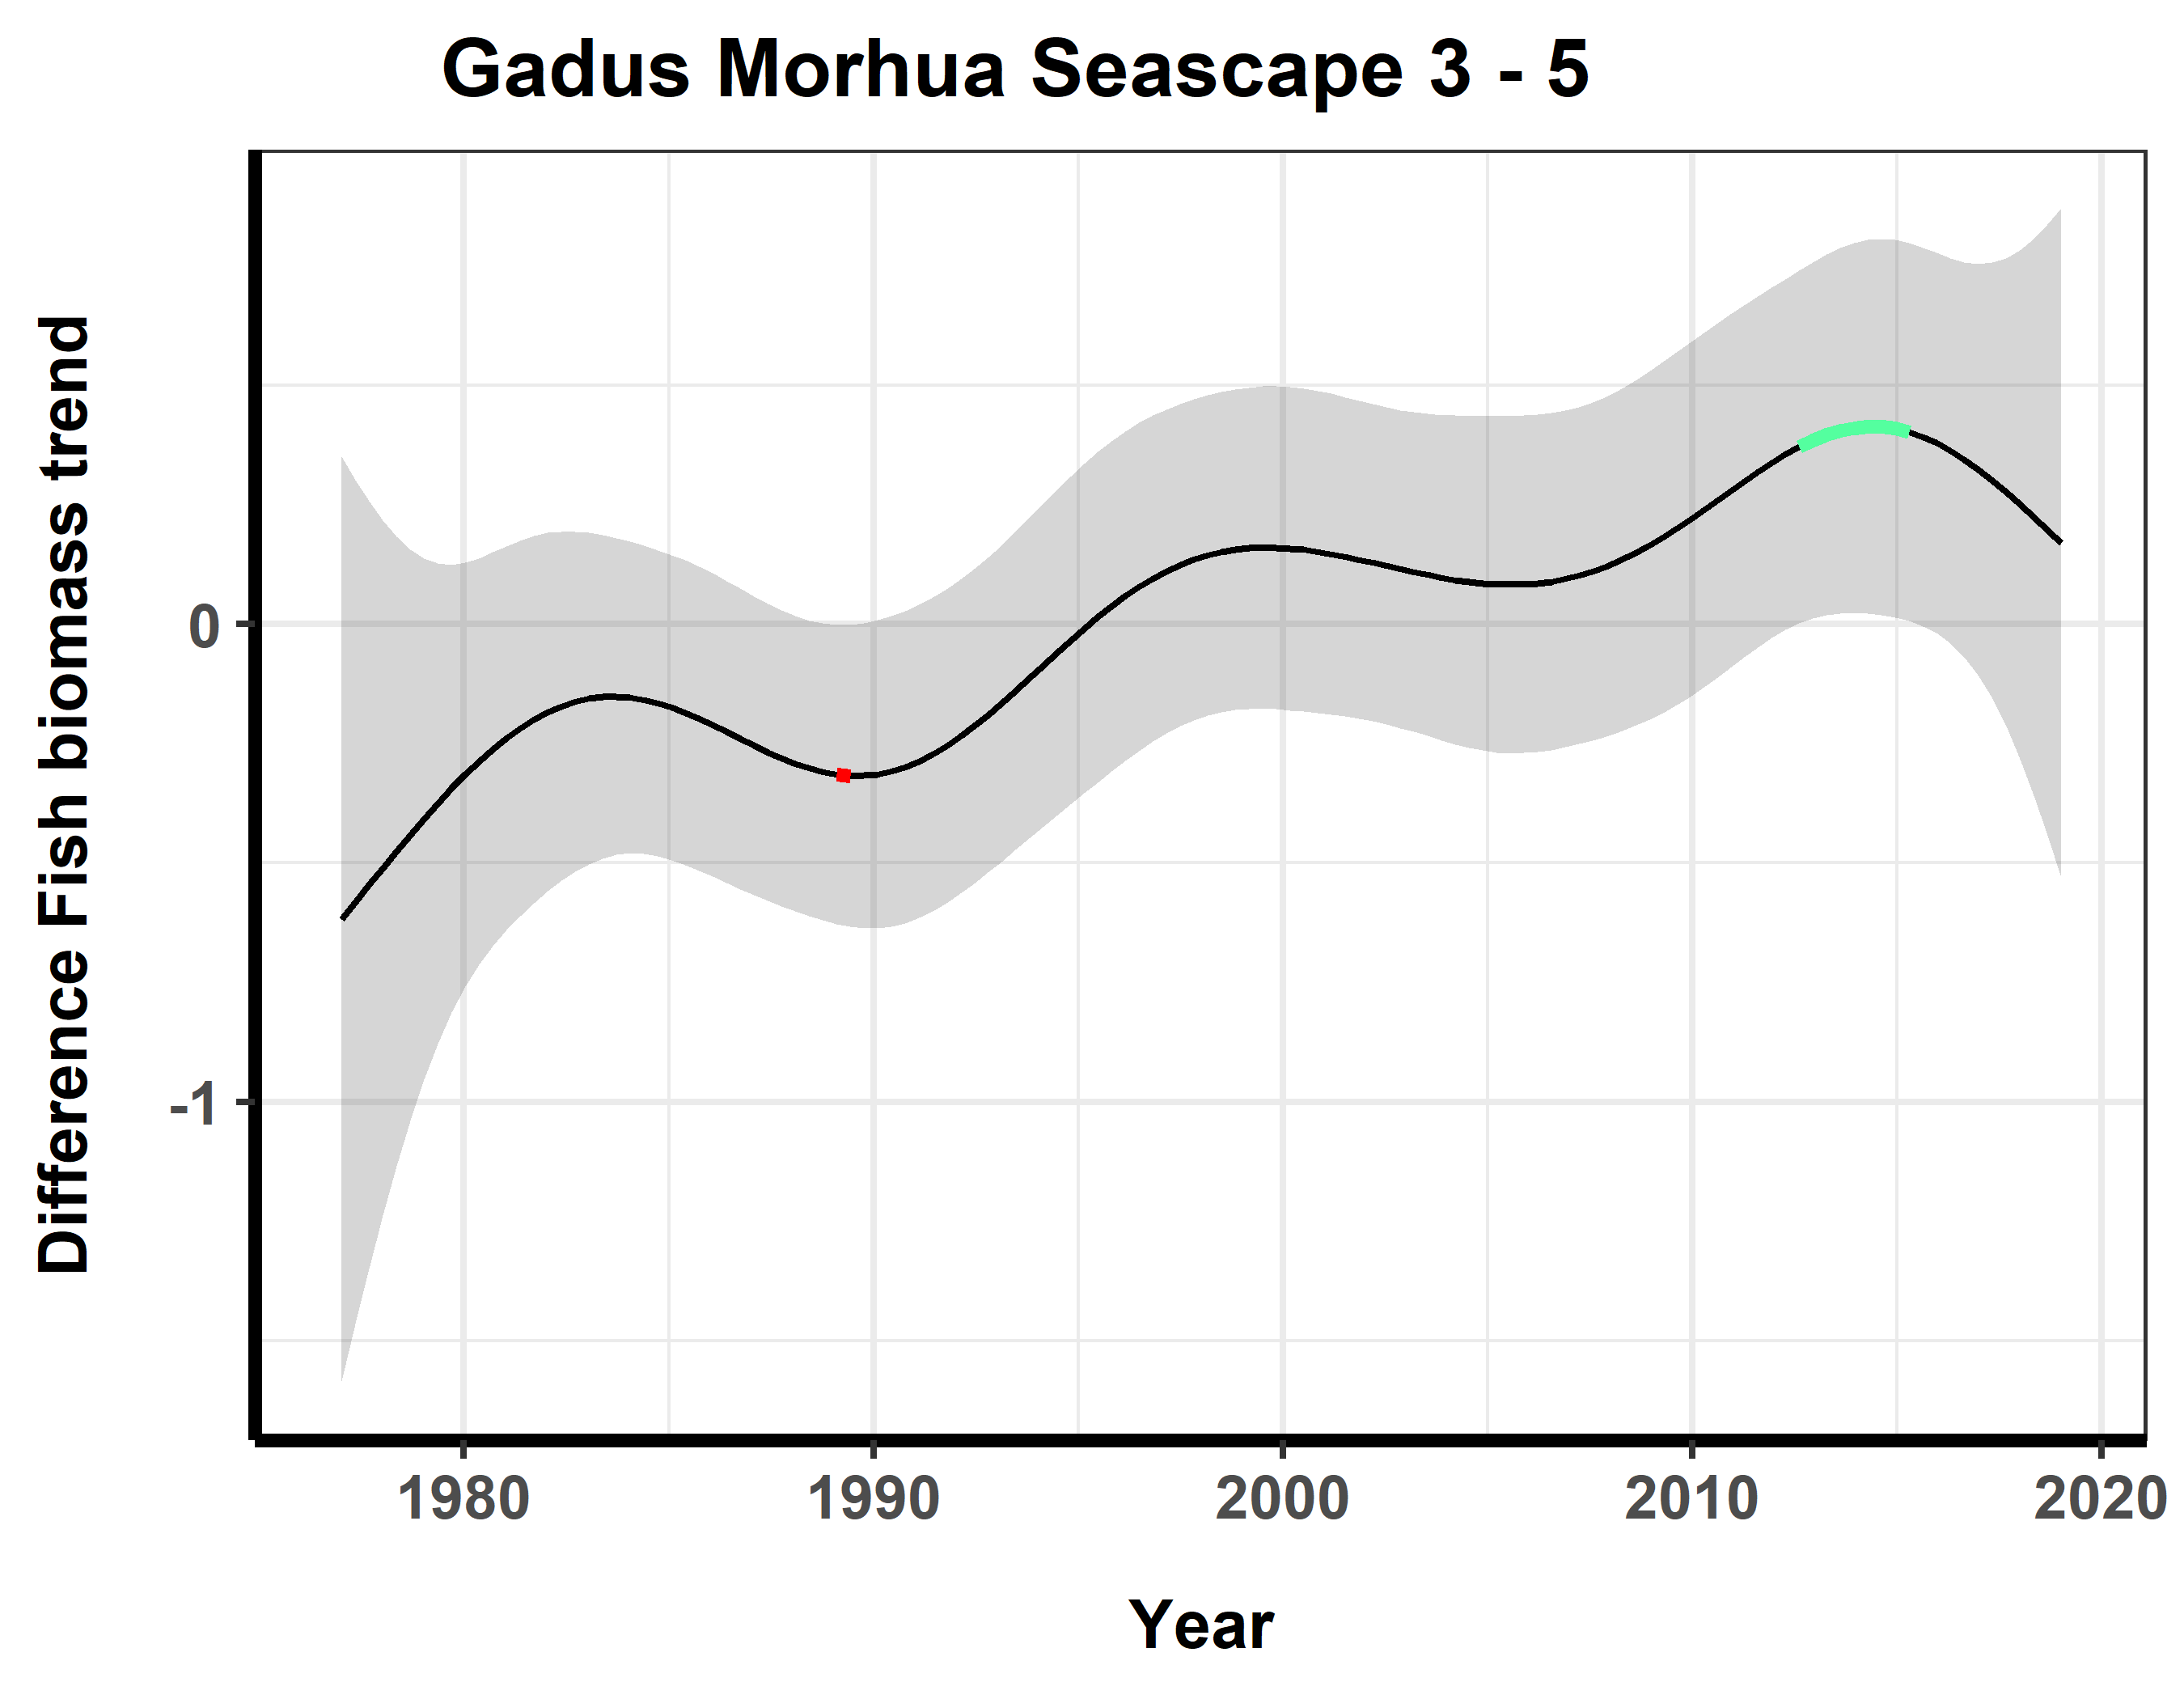 Gadus Morhua Seascape 3 - 5
Difference Fish biomass trend
0
-1
1980
1990
2000
2010
2020
Year